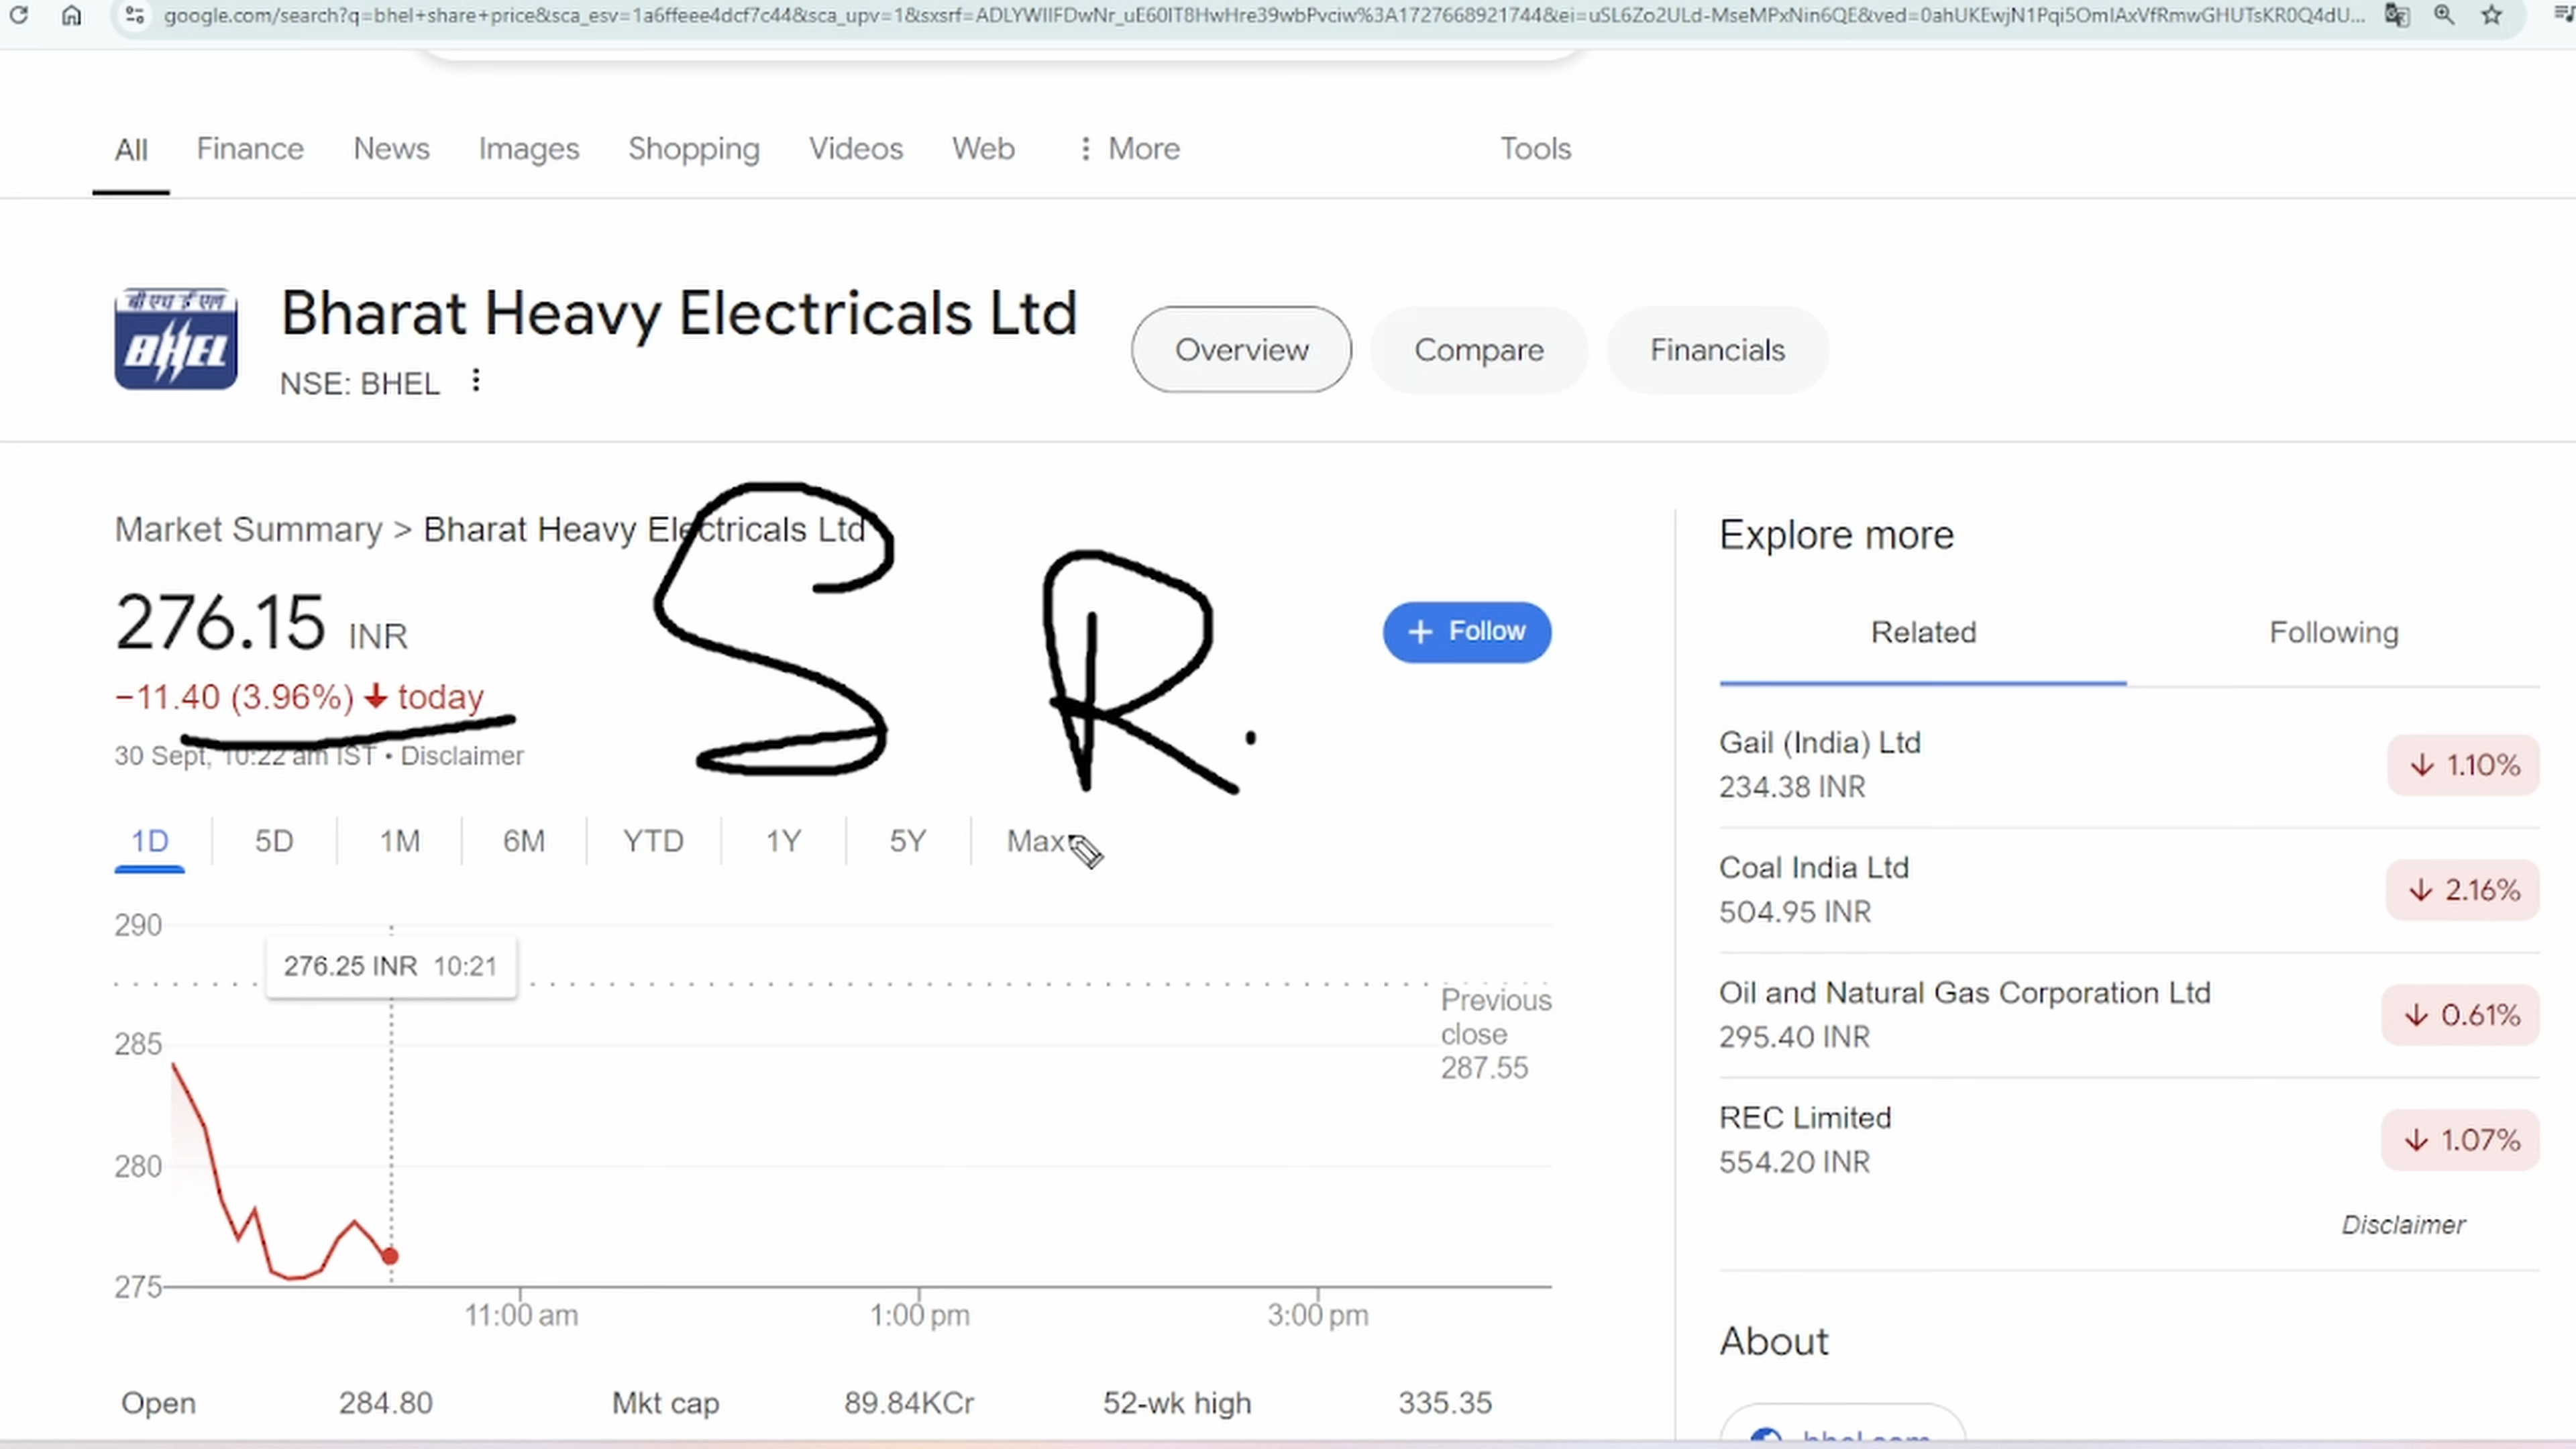 google.com/search?q=bhel+share+price&sca_esv=1a6ffeee4dcf7c44&sca_upv=1&sxsrf=ADLYWIIFDwNr_uE60IT8HwHre39wbPvciw%3A1727668921744&ei=uSL6Zo2ULd-MseMPxNin6QE&ved=0ahUKEwjN1Pqi5OmIAxVfRmwGHUTsKR0Q4dU...
All Finance News Images Shopping Videos Web More Tools
बी एच ई एल
BHEL
Bharat Heavy Electricals Ltd
NSE: BHEL
Overview Compare Financials
Market Summary > Bharat Heavy Electricals Ltd
276.15 INR
−11.40 (3.96%) today
30 Sept, 10:22 am IST • Disclaimer
S R.
+ Follow
1D 5D 1M 6M YTD 1Y 5Y Max
290
276.25 INR 10:21
Previous
close
287.55
285
280
275
11:00 am 1:00 pm 3:00 pm
Open 284.80 Mkt cap 89.84KCr 52-wk high 335.35
Explore more
Related Following
Gail (India) Ltd
234.38 INR
1.10%
Coal India Ltd
504.95 INR
2.16%
Oil and Natural Gas Corporation Ltd
295.40 INR
0.61%
REC Limited
554.20 INR
1.07%
Disclaimer
About
bhel.com